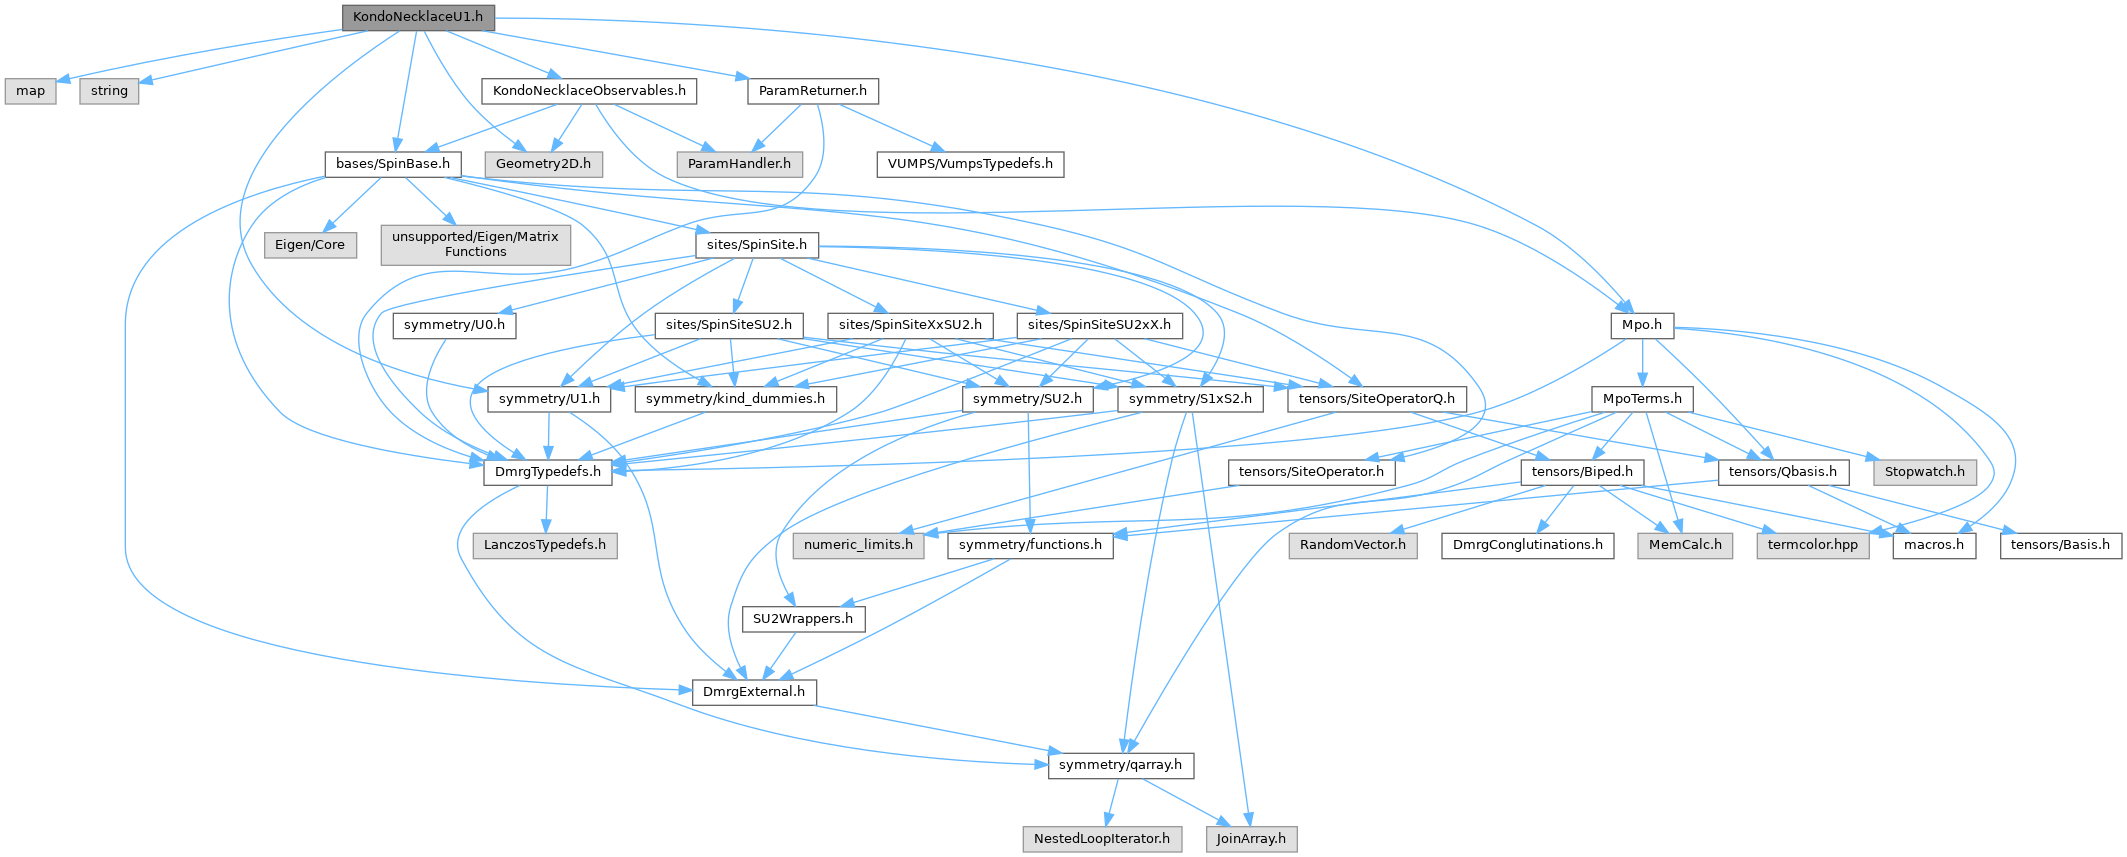 KondoNecklaceU1.h
map
string
KondoNecklaceObservables.h
ParamReturner.h
bases/SpinBase.h
Geometry2D.h
ParamHandler.h
VUMPS/VumpsTypedefs.h
Eigen/Core
unsupported/Eigen/Matrix
Functions
sites/SpinSite.h
symmetry/U0.h
sites/SpinSiteSU2.h
sites/SpinSiteXxSU2.h
sites/SpinSiteSU2xX.h
Mpo.h
symmetry/U1.h
symmetry/kind_dummies.h
symmetry/SU2.h
symmetry/S1xS2.h
tensors/SiteOperatorQ.h
MpoTerms.h
DmrgTypedefs.h
tensors/SiteOperator.h
tensors/Biped.h
tensors/Qbasis.h
Stopwatch.h
LanczosTypedefs.h
numeric_limits.h
symmetry/functions.h
RandomVector.h
DmrgConglutinations.h
MemCalc.h
termcolor.hpp
macros.h
tensors/Basis.h
SU2Wrappers.h
DmrgExternal.h
symmetry/qarray.h
NestedLoopIterator.h
JoinArray.h